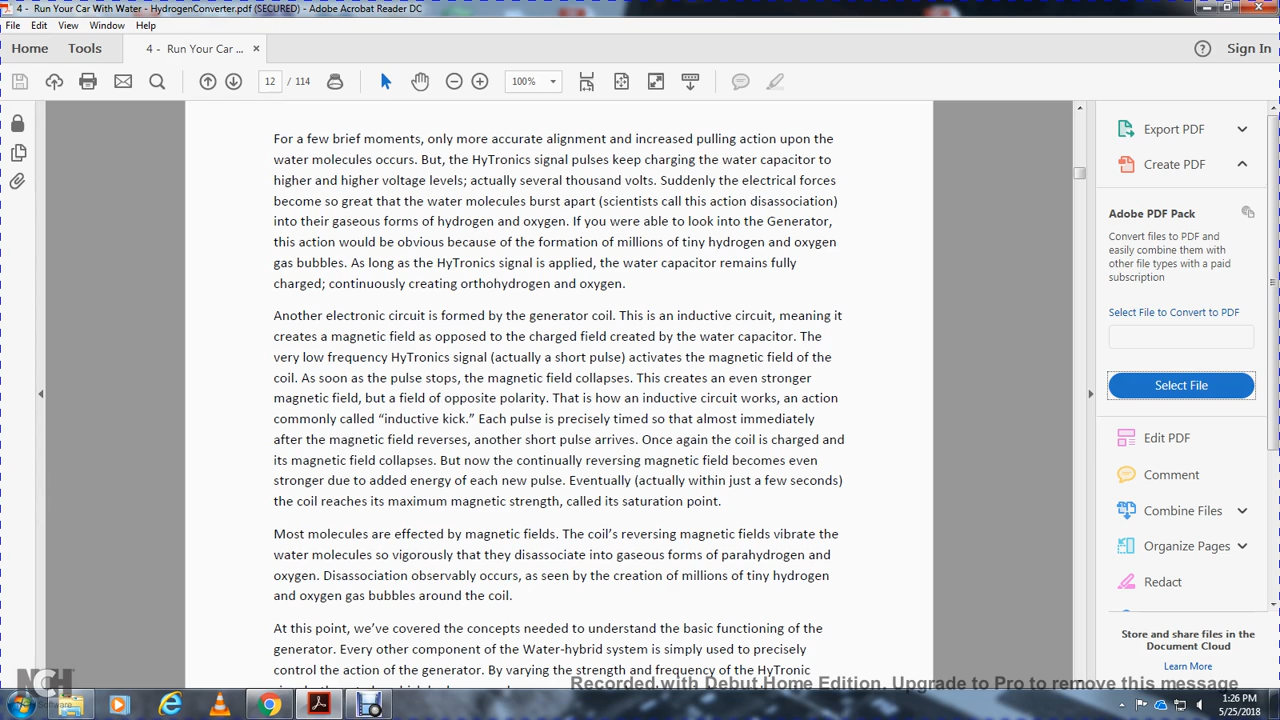 4 - Run Your Car With Water - HydrogenConverter.pdf (SECURED) - Adobe Acrobat Reader DC
File Edit View Window Help
Home Tools 4 - Run Your Car ... × Sign In
12 / 114 100%
For a few brief moments, only more accurate alignment and increased pulling action upon the
water molecules occurs. But, the HyTronics signal pulses keep charging the water capacitor to
higher and higher voltage levels; actually several thousand volts. Suddenly the electrical forces
become so great that the water molecules burst apart (scientists call this action disassociation)
into their gaseous forms of hydrogen and oxygen. If you were able to look into the Generator,
this action would be obvious because of the formation of millions of tiny hydrogen and oxygen
gas bubbles. As long as the HyTronics signal is applied, the water capacitor remains fully
charged; continuously creating orthohydrogen and oxygen.
Another electronic circuit is formed by the generator coil. This is an inductive circuit, meaning it
creates a magnetic field as opposed to the charged field created by the water capacitor. The
very low frequency HyTronics signal (actually a short pulse) activates the magnetic field of the
coil. As soon as the pulse stops, the magnetic field collapses. This creates an even stronger
magnetic field, but a field of opposite polarity. That is how an inductive circuit works, an action
commonly called “inductive kick.” Each pulse is precisely timed so that almost immediately
after the magnetic field reverses, another short pulse arrives. Once again the coil is charged and
its magnetic field collapses. But now the continually reversing magnetic field becomes even
stronger due to added energy of each new pulse. Eventually (actually within just a few seconds)
the coil reaches its maximum magnetic strength, called its saturation point.
Most molecules are effected by magnetic fields. The coil’s reversing magnetic fields vibrate the
water molecules so vigorously that they disassociate into gaseous forms of parahydrogen and
oxygen. Disassociation observably occurs, as seen by the creation of millions of tiny hydrogen
and oxygen gas bubbles around the coil.
At this point, we’ve covered the concepts needed to understand the basic functioning of the
generator. Every other component of the Water-hybrid system is simply used to precisely
control the action of the generator. By varying the strength and frequency of the HyTronic
Export PDF
Create PDF
Adobe PDF Pack
Convert files to PDF and
easily combine them with
other file types with a paid
subscription
Select File to Convert to PDF
Select File
Edit PDF
Comment
Combine Files
Organize Pages
Redact
Store and share files in the
Document Cloud
Learn More
NCH Software
Recorded with Debut Home Edition. Upgrade to Pro to remove this message
1:26 PM
5/25/2018